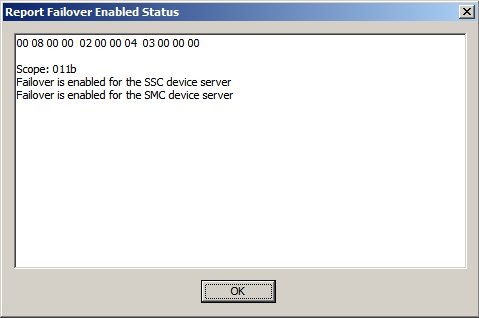 Report Failover Enabled Status
00 08 00 00  02 00 00 04  03 00 00 00
Scope: 011b
Failover is enabled for the SSC device server
Failover is enabled for the SMC device server
OK